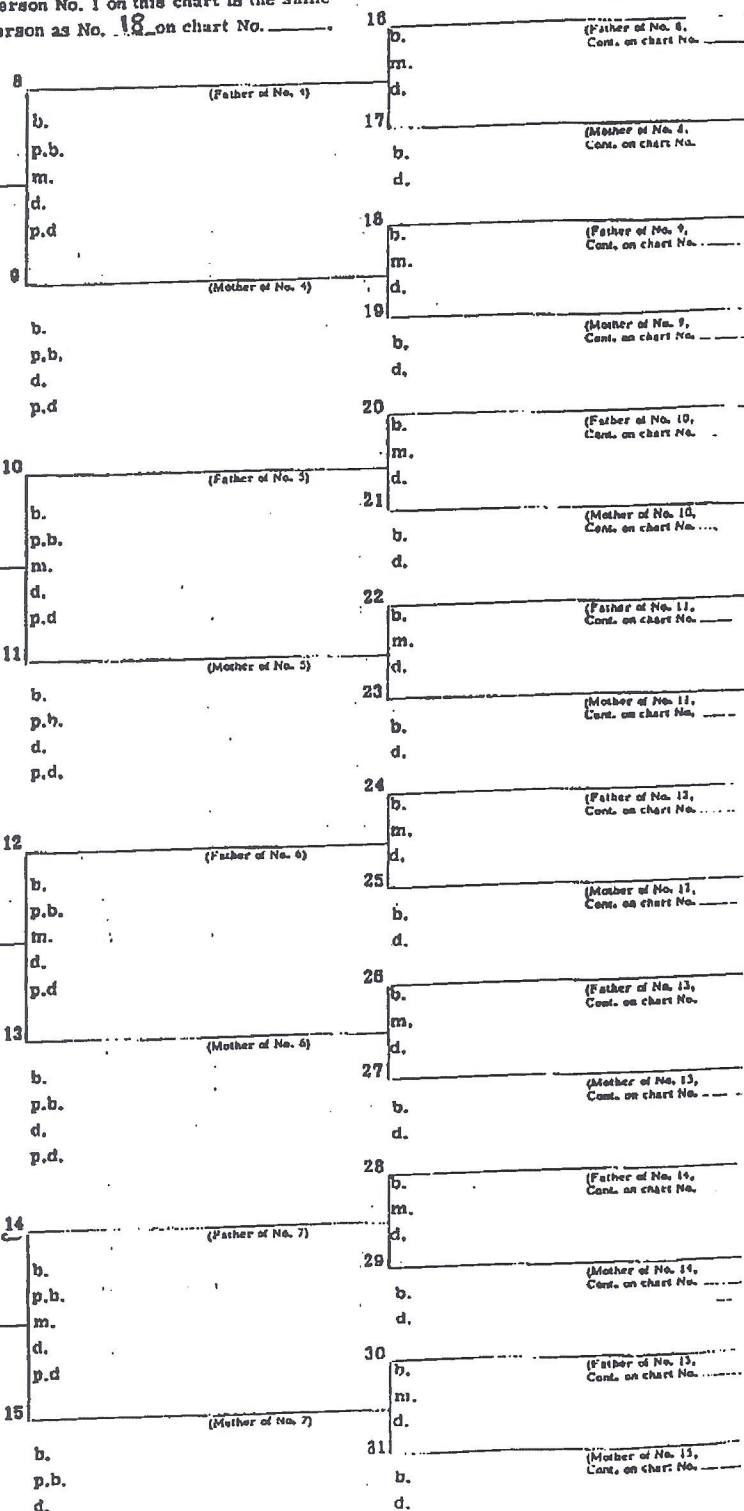 erson No. 1 on this chart is the same
erson as No. 18 on chart No.
8
(Father of No. 4)
b.
p.b.
m.
d.
p.d
9
(Mother of No. 4)
b.
p.b.
d.
p.d
10
(Father of No. 5)
b.
p.b.
m.
d.
p.d
11
(Mother of No. 5)
b.
p.b.
d.
p.d.
12
(Father of No. 6)
b.
p.b.
m.
d.
p.d
13
(Mother of No. 6)
b.
p.b.
d.
p.d.
14
(Father of No. 7)
b.
p.b.
m.
d.
p.d
15
(Mother of No. 7)
b.
p.b.
d.
16
(Father of No. 8,
Cont. on chart No.
b.
m.
d.
17
(Mother of No. 8,
Cont. on chart No.
b.
d.
18
(Father of No. 9,
Cont. on chart No.
b.
m.
d.
19
(Mother of No. 9,
Cont. on chart No.
b.
d.
20
(Father of No. 10,
Cont. on chart No.
b.
m.
d.
21
(Mother of No. 10,
Cont. on chart No.
b.
d.
22
(Father of No. 11,
Cont. on chart No.
b.
m.
d.
23
(Mother of No. 11,
Cont. on chart No.
b.
d.
24
(Father of No. 12,
Cont. on chart No.
b.
m.
d.
25
(Mother of No. 12,
Cont. on chart No.
b.
d.
26
(Father of No. 13,
Cont. on chart No.
b.
m.
d.
27
(Mother of No. 13,
Cont. on chart No.
b.
d.
28
(Father of No. 14,
Cont. on chart No.
b.
m.
d.
29
(Mother of No. 14,
Cont. on chart No.
b.
d.
30
(Father of No. 15,
Cont. on chart No.
b.
m.
d.
31
(Mother of No. 15,
Cont. on chart No.
b.
d.